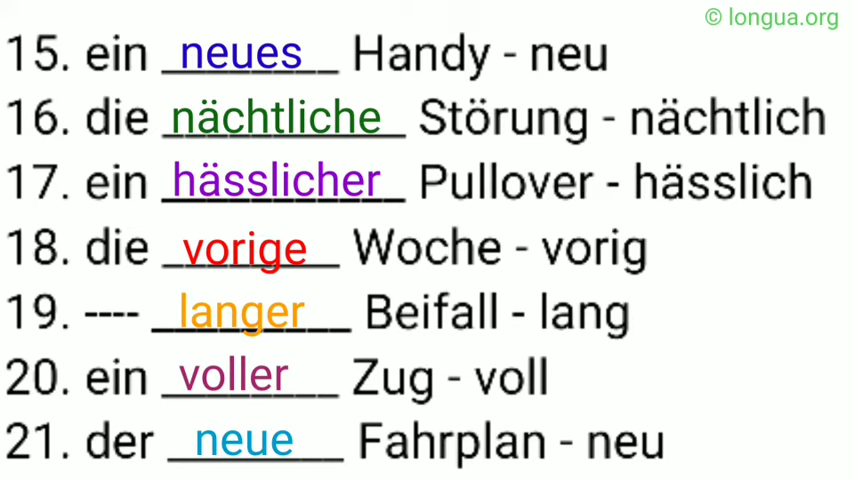 © longua.org
15. ein neues Handy - neu
16. die nächtliche Störung - nächtlich
17. ein hässlicher Pullover - hässlich
18. die vorige Woche - vorig
19. ---- langer Beifall - lang
20. ein voller Zug - voll
21. der neue Fahrplan - neu